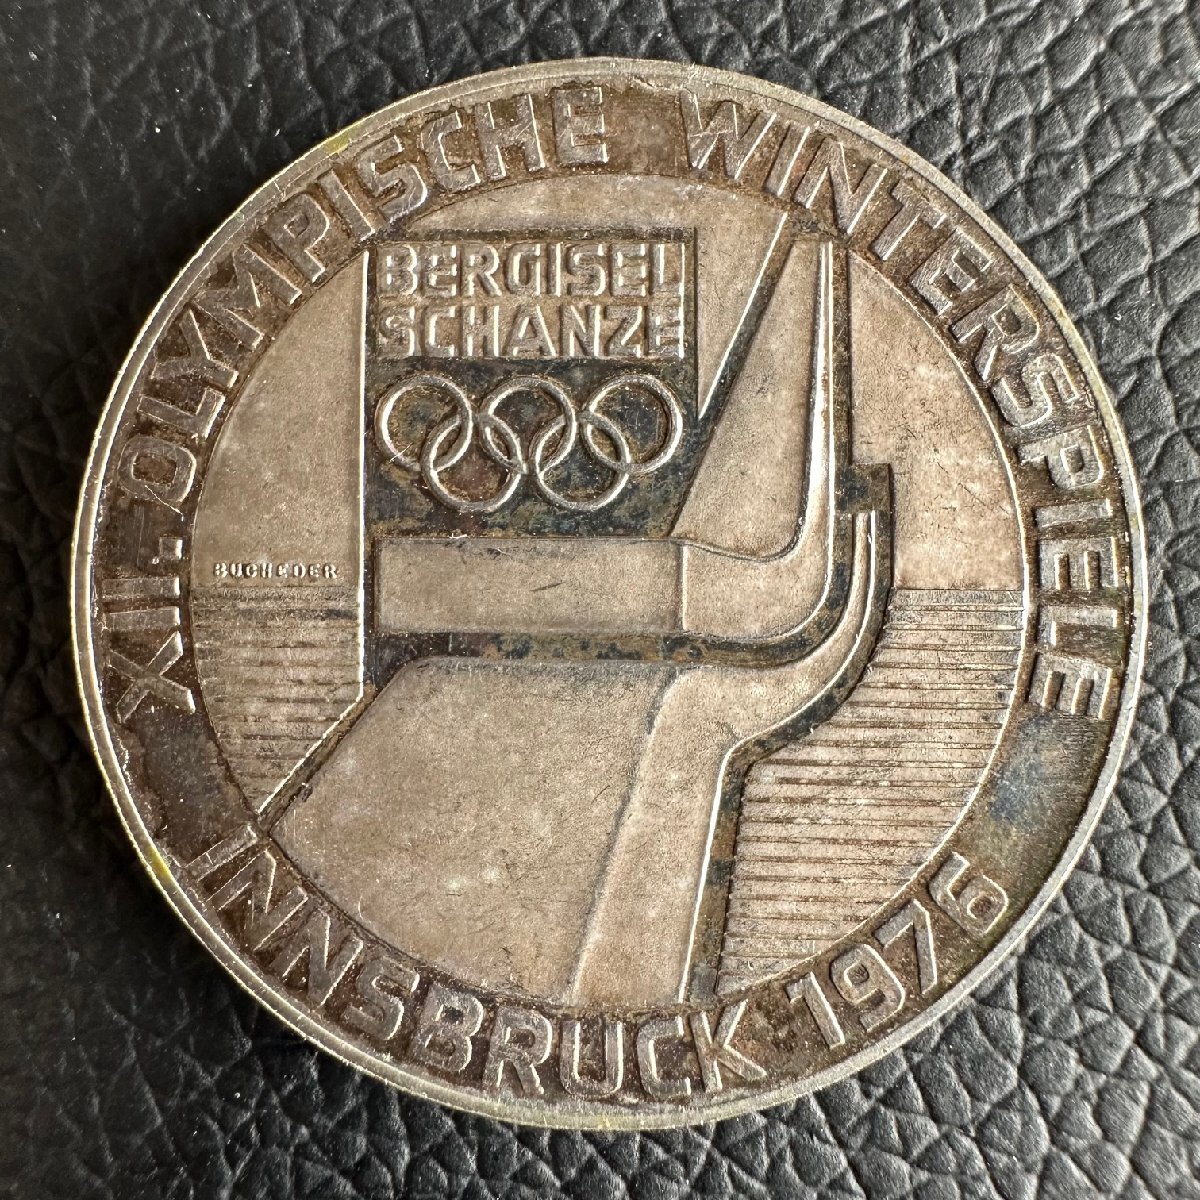 XII. OLYMPISCHE WINTERSPIELE
BERGISEL
SCHANZE
BUCHEDER
INNSBRUCK 1976